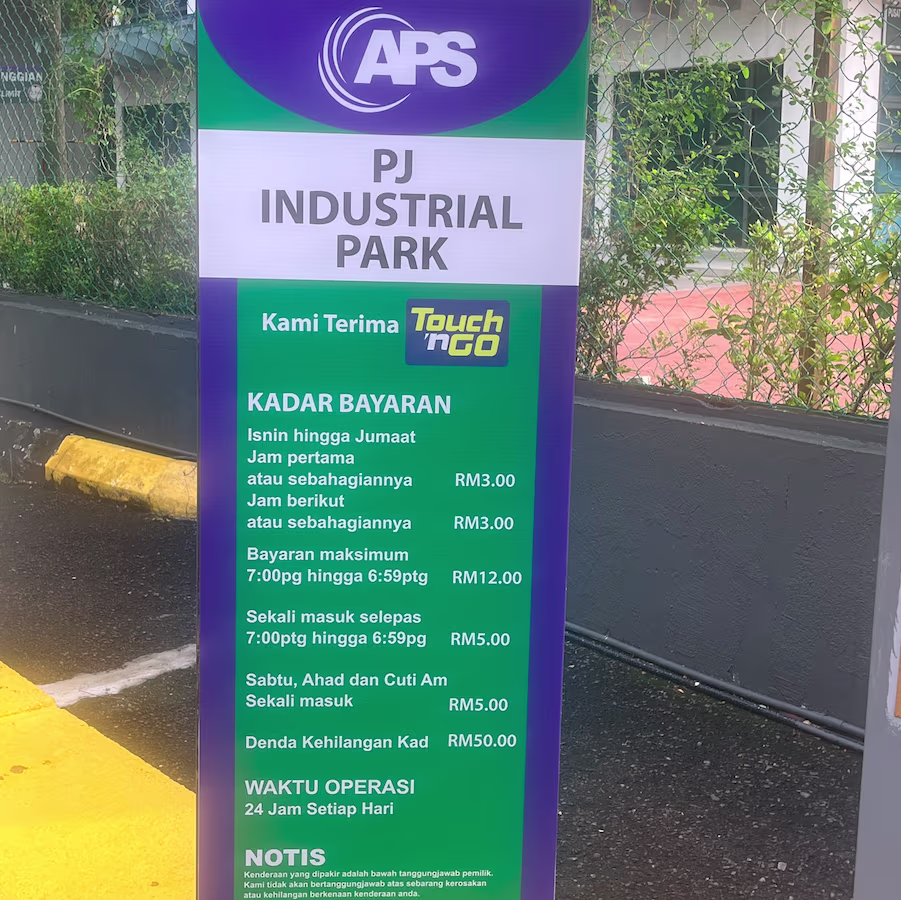 APS
PJ
INDUSTRIAL
PARK
Kami Terima Touch 'n GO
KADAR BAYARAN
Isnin hingga Jumaat
Jam pertama
atau sebahagiannya RM3.00
Jam berikut
atau sebahagiannya RM3.00
Bayaran maksimum
7:00pg hingga 6:59ptg RM12.00
Sekali masuk selepas
7:00ptg hingga 6:59pg RM5.00
Sabtu, Ahad dan Cuti Am
Sekali masuk RM5.00
Denda Kehilangan Kad RM50.00
WAKTU OPERASI
24 Jam Setiap Hari
NOTIS
Kenderaan yang dipakir adalah bawah tanggungjawab pemilik.
Kami tidak akan bertanggungjawab atas sebarang kerosakan
atau kehilangan berkenaan kenderaan anda.